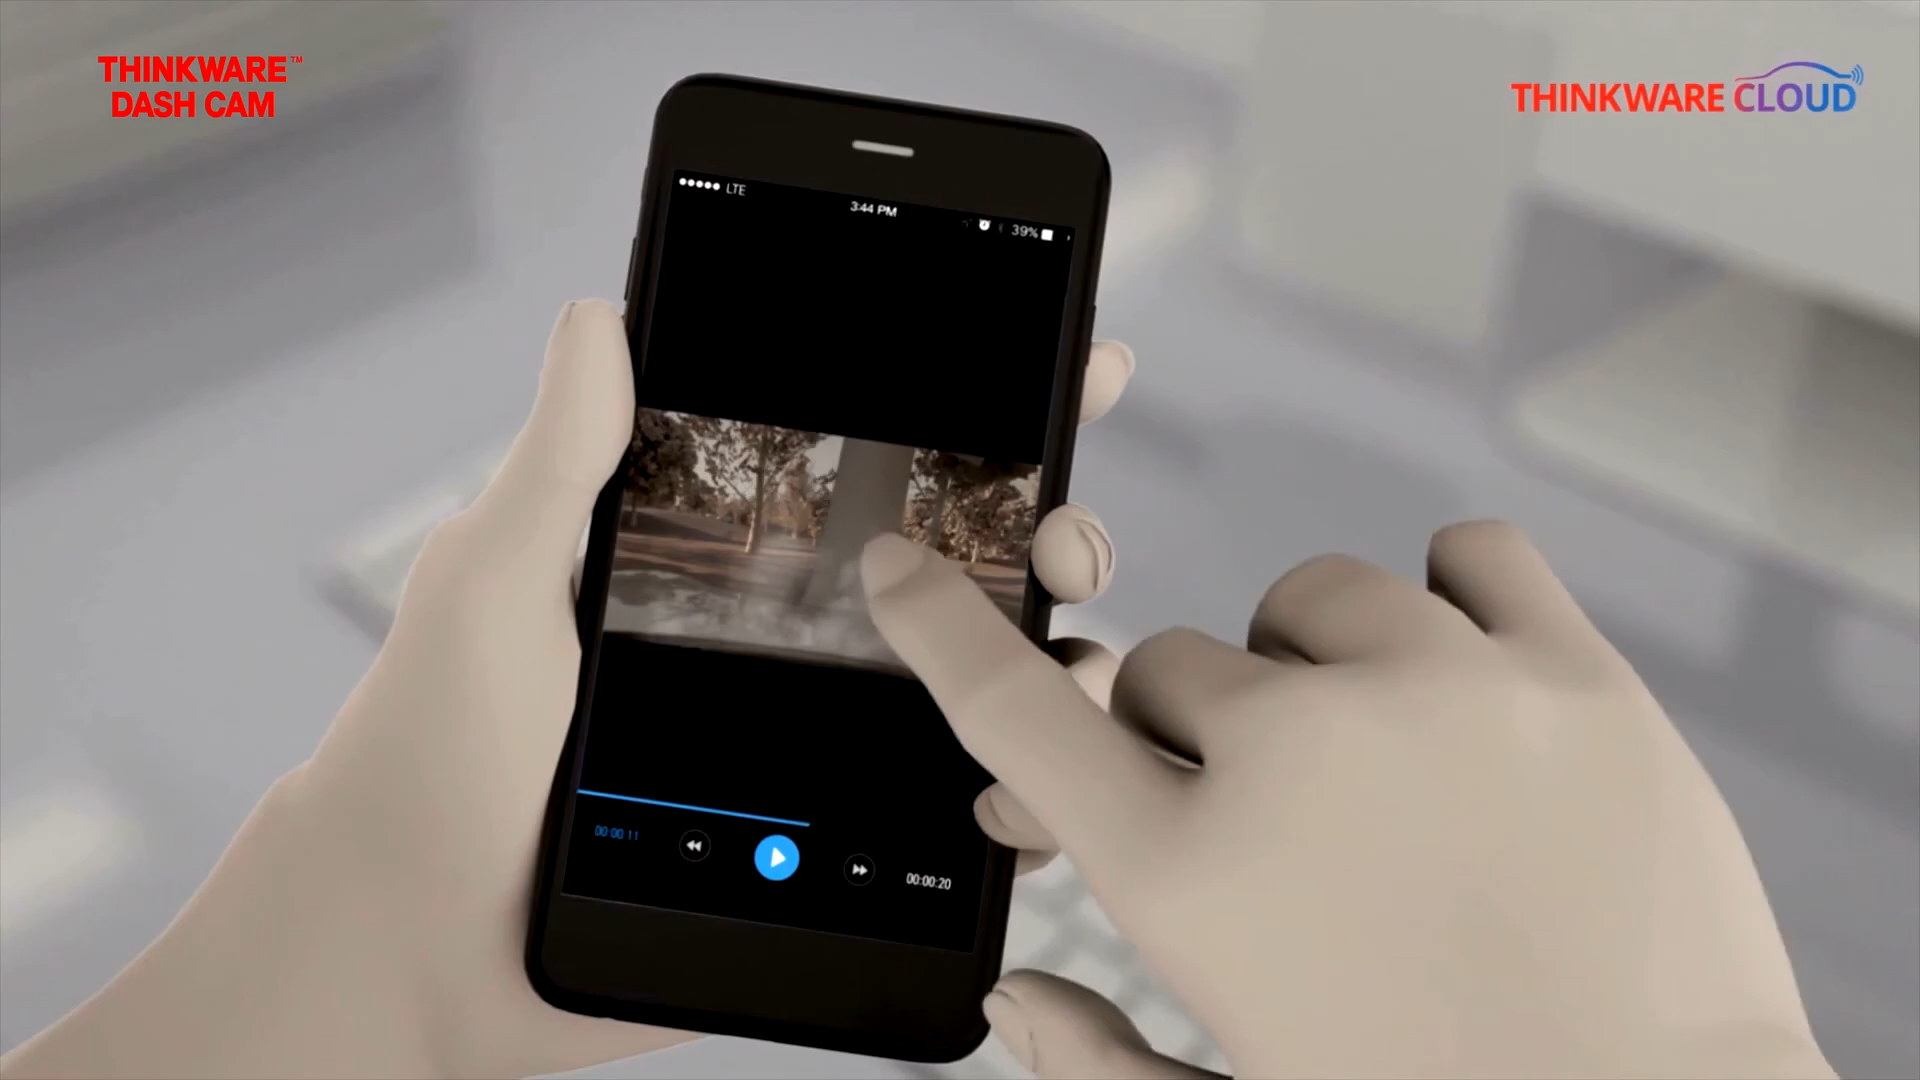 THINKWARE™
DASH CAM
THINKWARE CLOUD
LTE
3:44 PM
39%
00:00:11
00:00:20